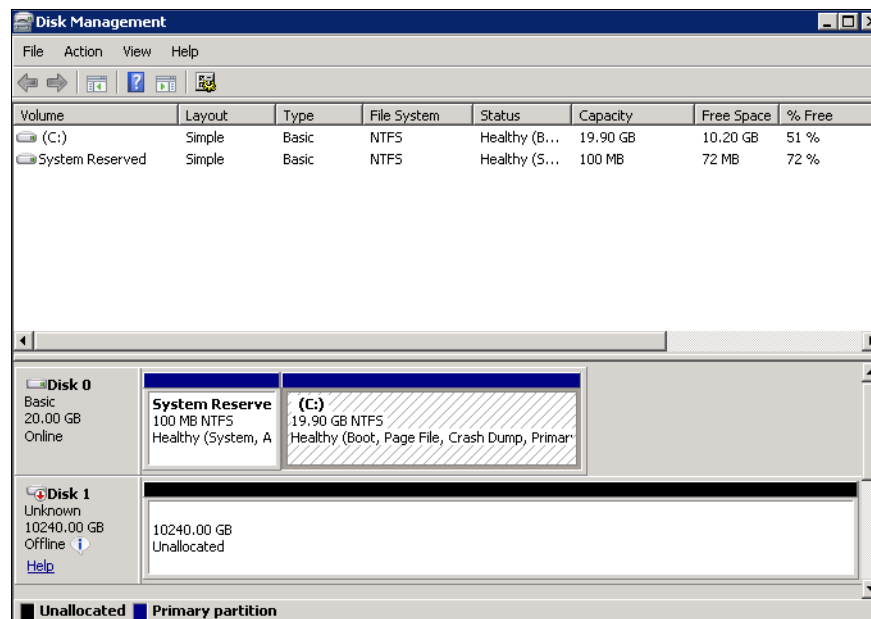 Disk Management
File Action View Help
Volume Layout Type File System Status Capacity Free Space % Free
(C:) Simple Basic NTFS Healthy (B... 19.90 GB 10.20 GB 51 %
System Reserved Simple Basic NTFS Healthy (S... 100 MB 72 MB 72 %
Disk 0
Basic
20.00 GB
Online
System Reserve
100 MB NTFS
Healthy (System, A
(C:)
19.90 GB NTFS
Healthy (Boot, Page File, Crash Dump, Primar
Disk 1
Unknown
10240.00 GB
Offline
Help
10240.00 GB
Unallocated
Unallocated Primary partition